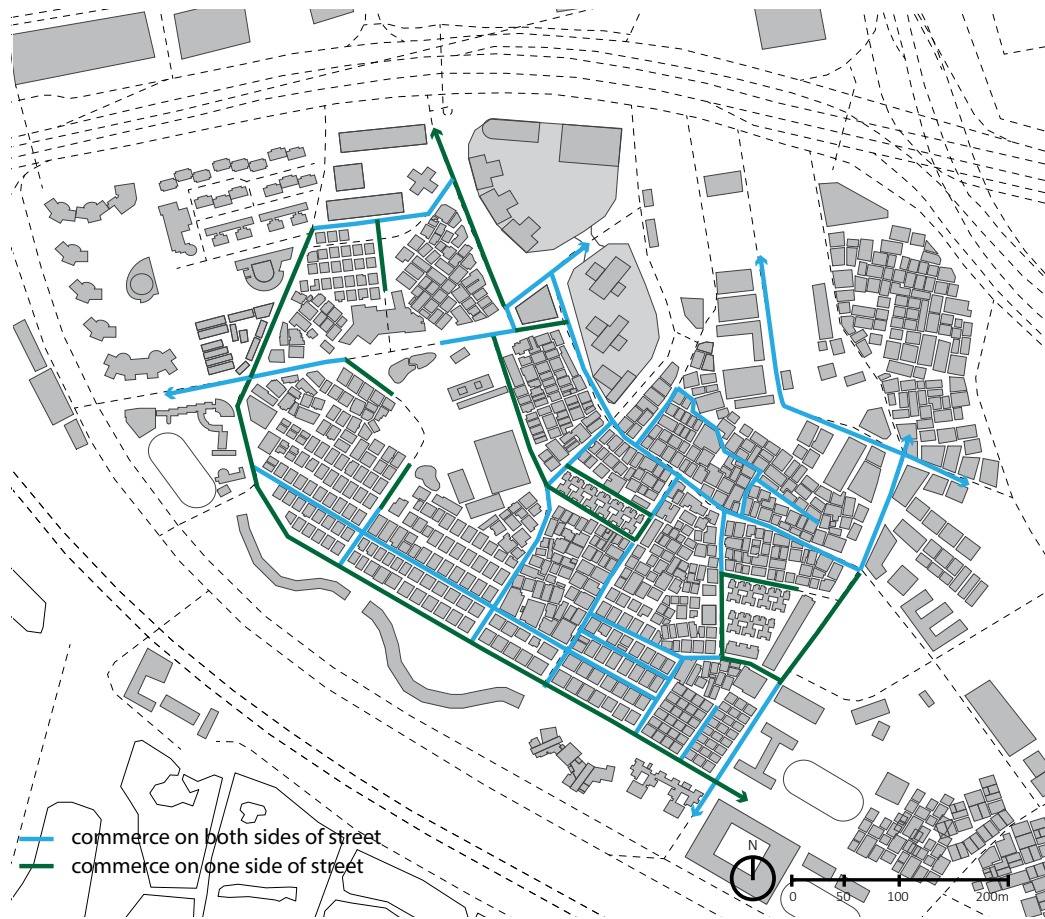 commerce on both sides of street
commerce on one side of street
N
0 50 100 200m